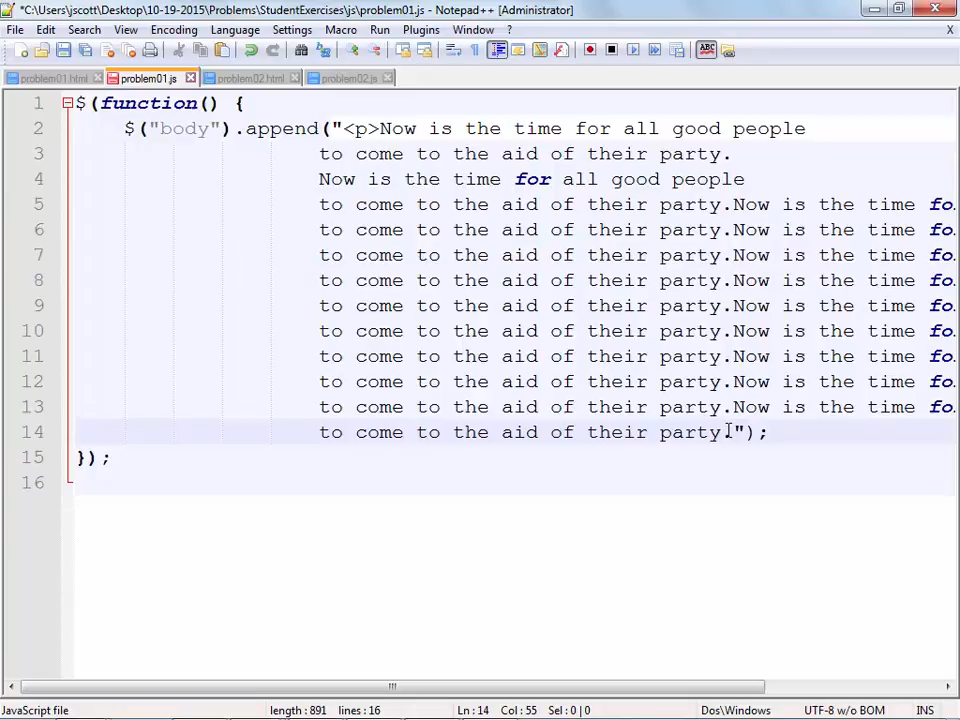 *C:\Users\jscott\Desktop\10-19-2015\Problems\StudentExercises\js\problem01.js - Notepad++ [Administrator]
File Edit Search View Encoding Language Settings Macro Run Plugins Window ? X
problem01.html problem01.js problem02.html problem02.js
1 $(function() {
2 $("body").append("<p>Now is the time for all good people
3 to come to the aid of their party.
4 Now is the time for all good people
5 to come to the aid of their party.Now is the time fo
6 to come to the aid of their party.Now is the time fo
7 to come to the aid of their party.Now is the time fo
8 to come to the aid of their party.Now is the time fo
9 to come to the aid of their party.Now is the time fo
10 to come to the aid of their party.Now is the time fo
11 to come to the aid of their party.Now is the time fo
12 to come to the aid of their party.Now is the time fo
13 to come to the aid of their party.Now is the time fo
14 to come to the aid of their party.");
15 });
16
JavaScript file length : 891 lines : 16 Ln : 14 Col : 55 Sel : 0 | 0 Dos\Windows UTF-8 w/o BOM INS